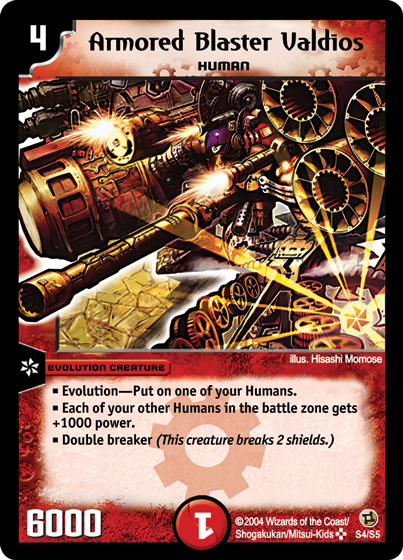 4
Armored Blaster Valdios
HUMAN
illus. Hisashi Momose
EVOLUTION CREATURE
▪ Evolution—Put on one of your Humans.
▪ Each of your other Humans in the battle zone gets
+1000 power.
▪ Double breaker (This creature breaks 2 shields.)
6000
1
©2004 Wizards of the Coast/
Shogakukan/Mitsui-Kids S4/S5